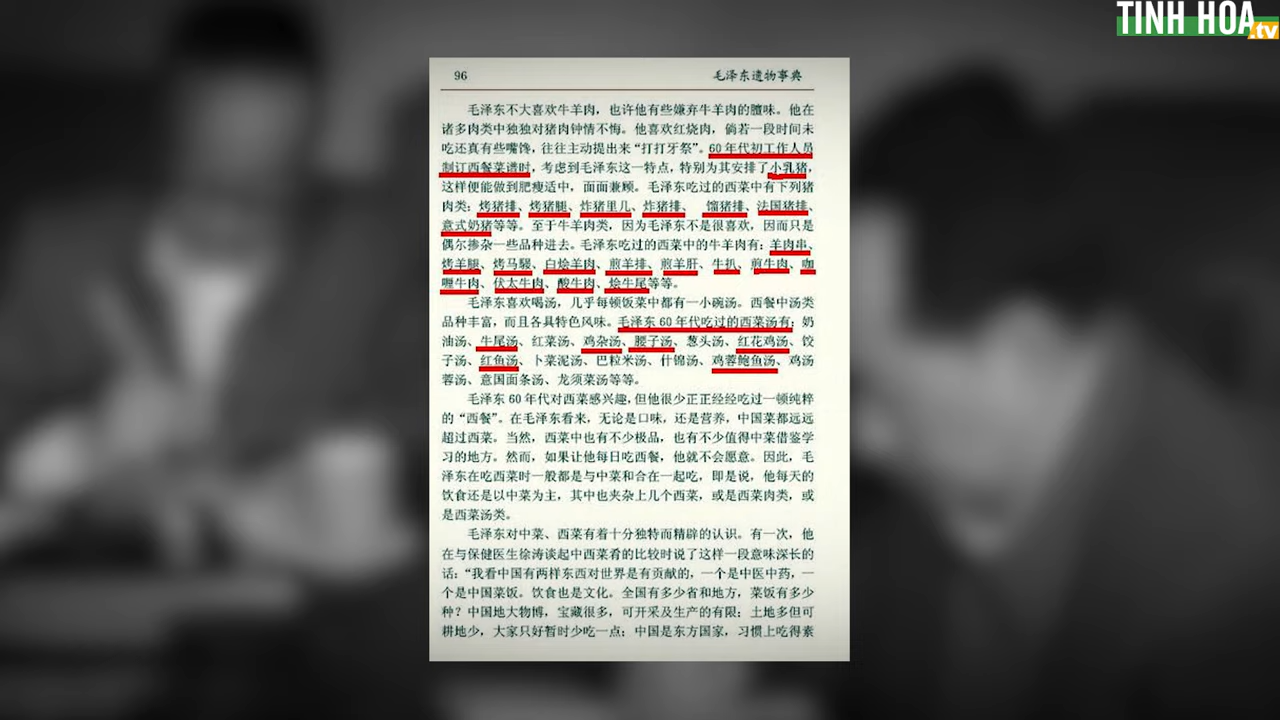 TINH HOA
.tv
96 毛泽东遗物事典
毛泽东不大喜欢牛羊肉，也许他有些嫌弃牛羊肉的膻味。他在
诸多肉类中独独对猪肉钟情不悔。他喜欢红烧肉，倘若一段时间未
吃还真有些嘴馋，往往主动提出来“打打牙祭”。60 年代初工作人员
制订西餐菜谱时，考虑到毛泽东这一特点，特别为其安排了小乳猪，
这样便能做到肥瘦适中，面面兼顾。毛泽东吃过的西菜中有下列猪
肉类：烤猪排、烤猪腿、炸猪里几、炸猪排、馏猪排、法国猪排、
意式奶猪等等。至于牛羊肉类，因为毛泽东不是很喜欢，因而只是
偶尔掺杂一些品种进去。毛泽东吃过的西菜中的牛羊肉有：羊肉串、
烤羊腿、烤马鞍、白烩羊肉、煎羊排、煎羊肝、牛扒、煎牛肉、咖
喱牛肉、伏太牛肉、酸牛肉、烩牛尾等等。
毛泽东喜欢喝汤，几乎每顿饭菜中都有一小碗汤。西餐中汤类
品种丰富，而且各具特色风味。毛泽东 60 年代吃过的西菜汤有：奶
油汤、牛尾汤、红菜汤、鸡杂汤、腰子汤、葱头汤、红花鸡汤、饺
子汤、红鱼汤、卜菜泥汤、巴粒米汤、什锦汤、鸡蓉鲍鱼汤、鸡汤
蓉汤、意国面条汤、龙须菜汤等等。
毛泽东 60 年代对西菜感兴趣，但他很少正正经经吃过一顿纯粹
的“西餐”。在毛泽东看来，无论是口味，还是营养，中国菜都远远
超过西菜。当然，西菜中也有不少极品，也有不少值得中菜借鉴学
习的地方。然而，如果让他每日吃西餐，他就不会愿意。因此，毛
泽东在吃西菜时一般都是与中菜和合在一起吃，即是说，他每天的
饮食还是以中菜为主，其中也夹杂上几个西菜，或是西菜肉类，或
是西菜汤类。
毛泽东对中菜、西菜有着十分独特而精辟的认识。有一次，他
在与保健医生徐涛谈起中西菜肴的比较时说了这样一段意味深长的
话：“我看中国有两样东西对世界是有贡献的，一个是中医中药，一
个是中国菜饭。饮食也是文化。全国有多少省和地方，菜饭有多少
种？中国地大物博，宝藏很多，可开采及生产的有限；土地多但可
耕地少，大家只好暂时少吃一点；中国是东方国家，习惯上吃得素